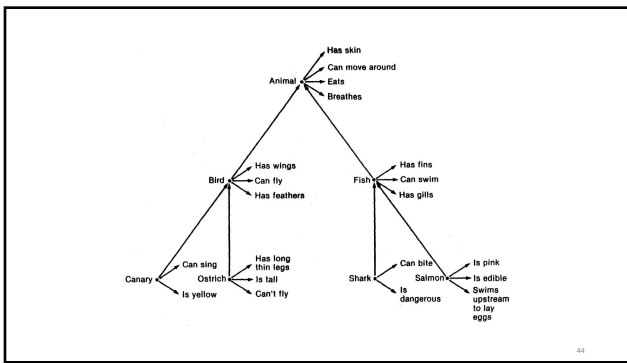 Has skin
Can move around
Animal
Eats
Breathes
Has wings
Bird
Can fly
Has feathers
Has fins
Fish
Can swim
Has gills
Can sing
Canary
Is yellow
Has long
thin legs
Ostrich
Is tall
Can't fly
Can bite
Shark
Is
dangerous
Is pink
Salmon
Is edible
Swims
upstream
to lay
eggs
44